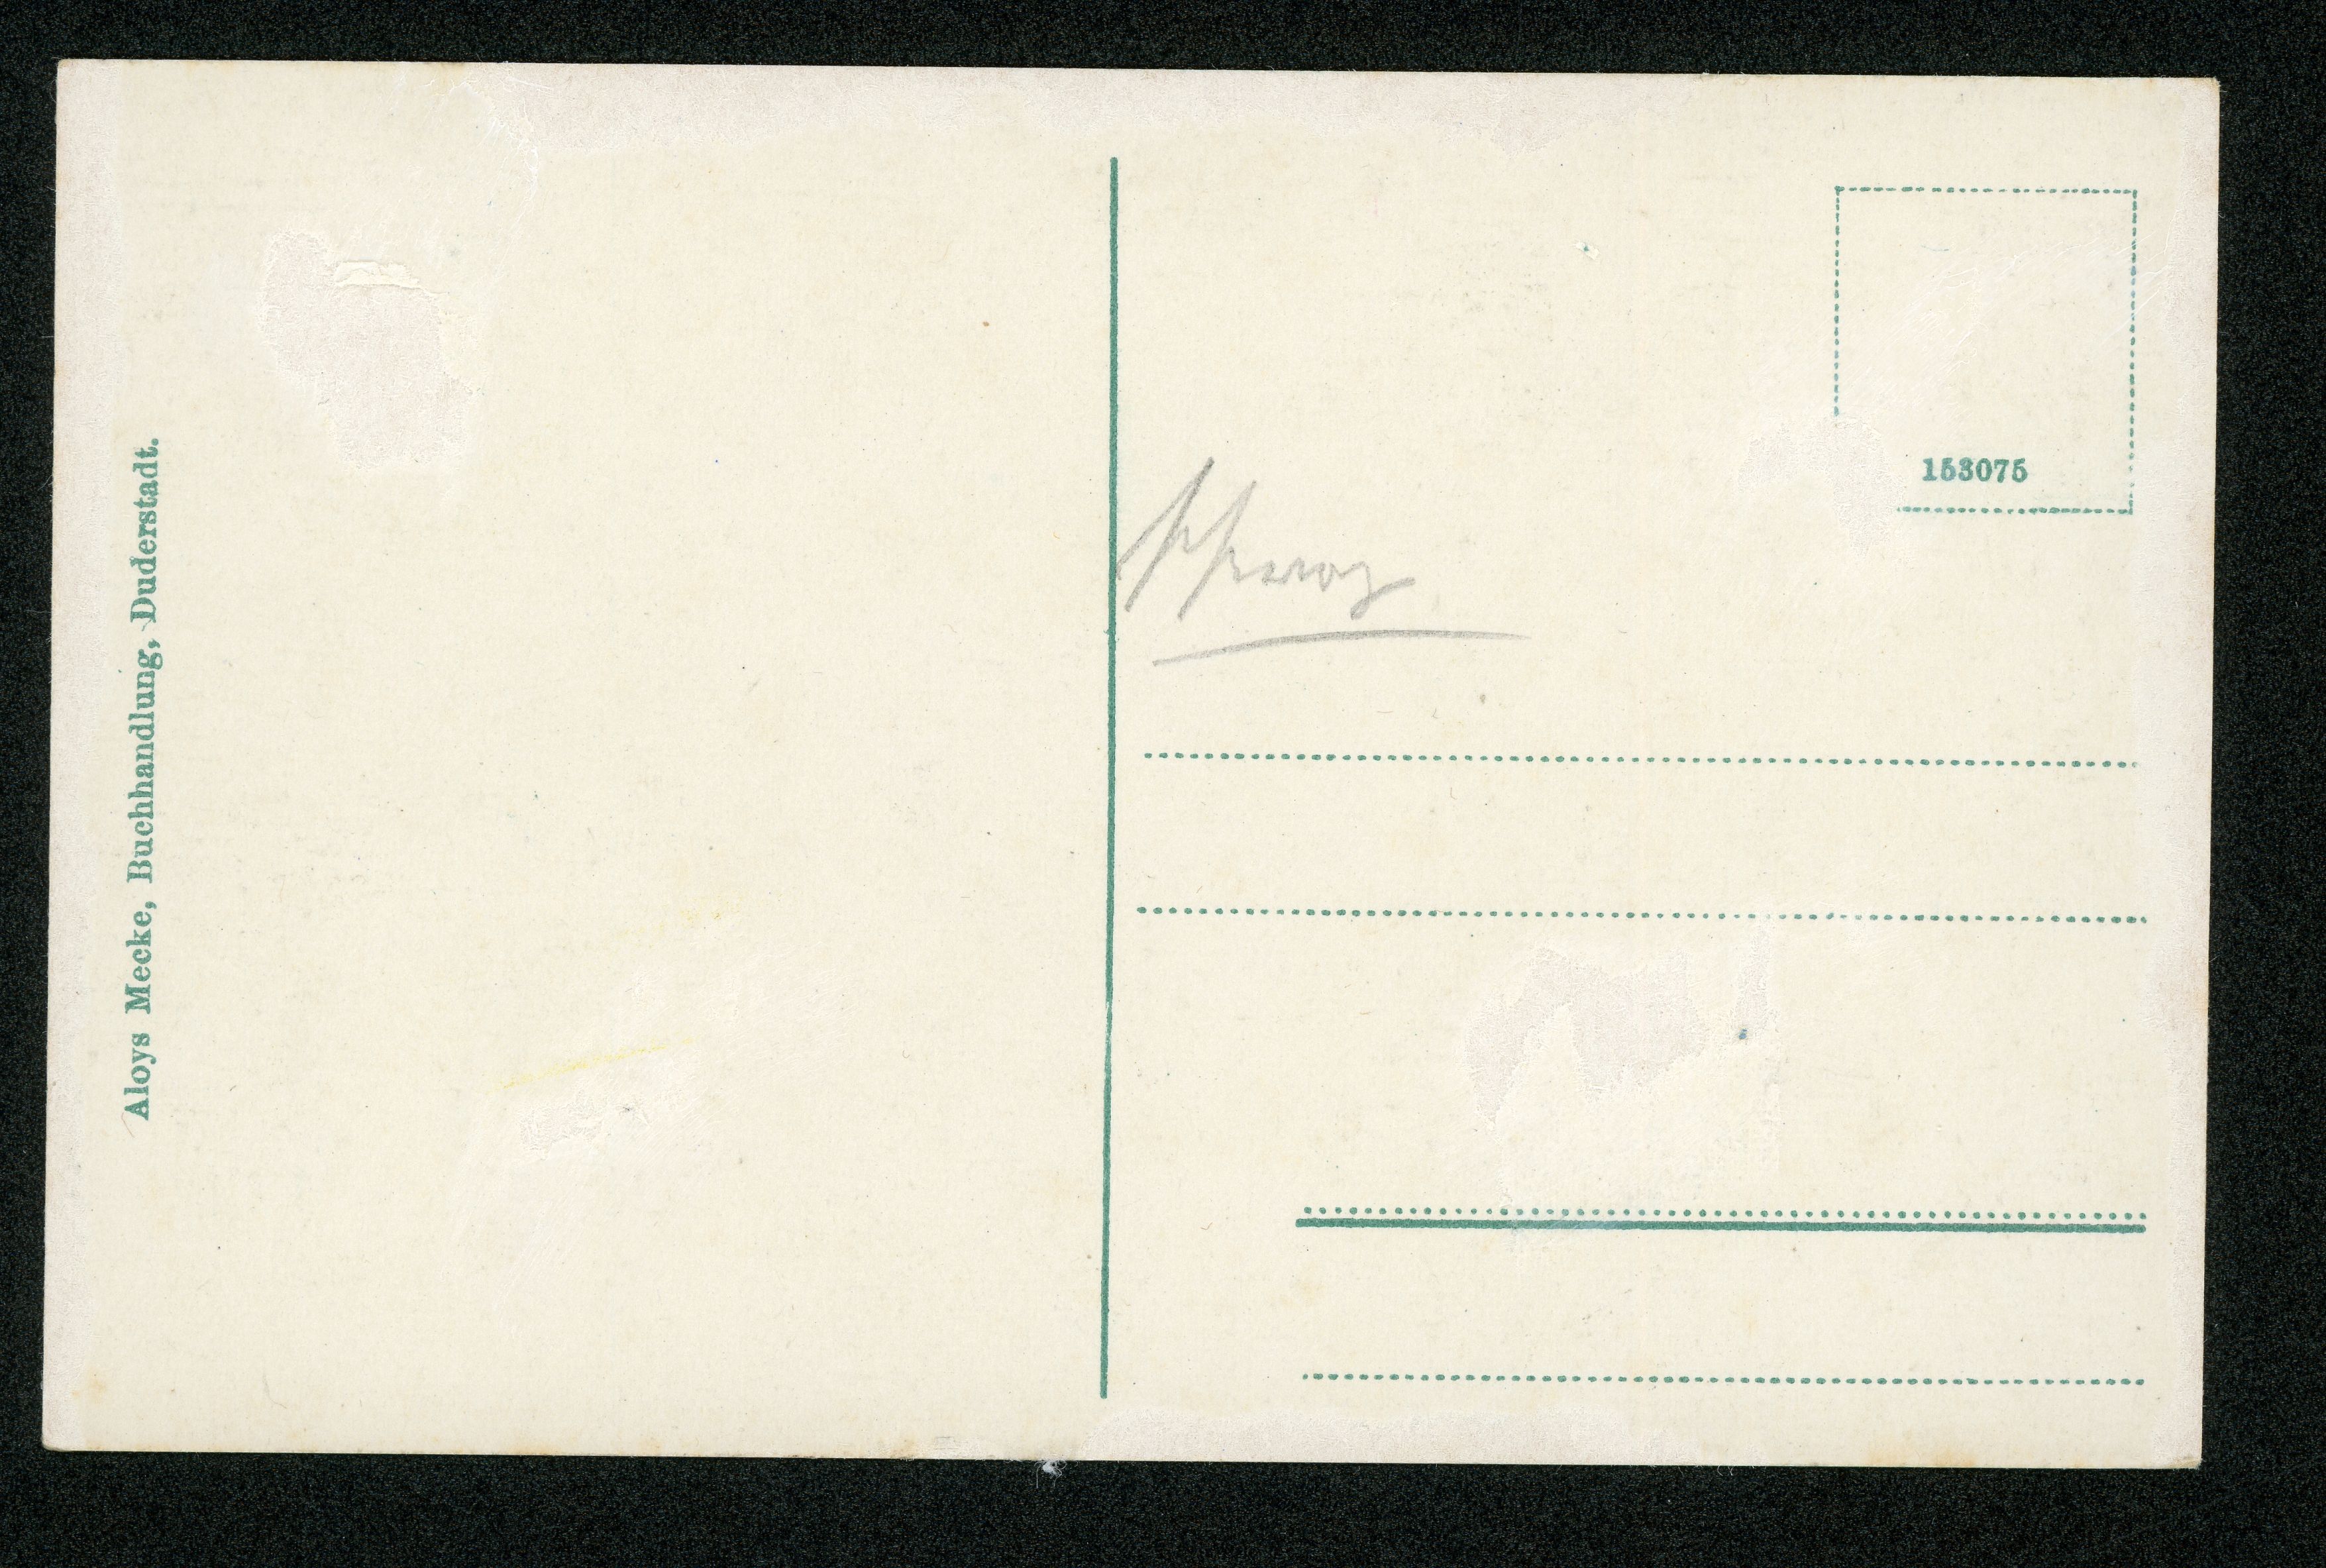 Aloys Mecke, Buchhandlung, Duderstadt.
153075